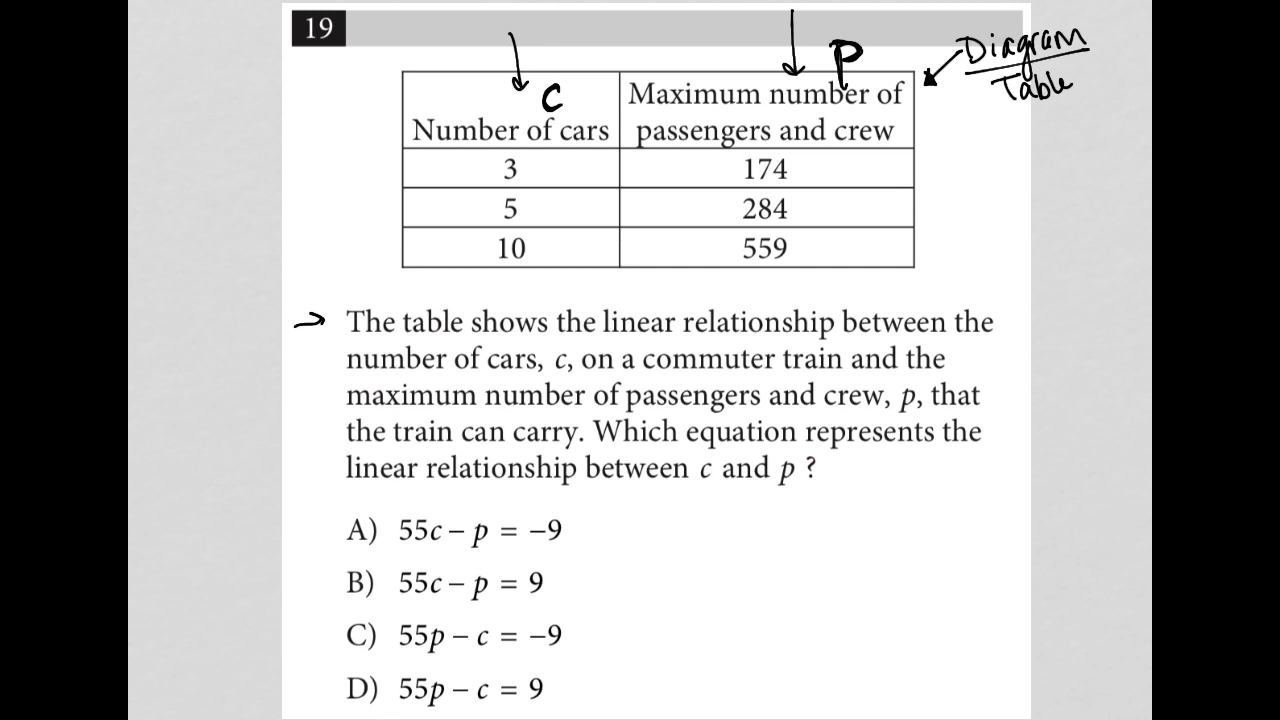 19
Diagram
Table
c
p
Number of cars
Maximum number of
passengers and crew
3 174
5 284
10 559
The table shows the linear relationship between the
number of cars, c, on a commuter train and the
maximum number of passengers and crew, p, that
the train can carry. Which equation represents the
linear relationship between c and p ?
A) 55c – p = –9
B) 55c – p = 9
C) 55p – c = –9
D) 55p – c = 9